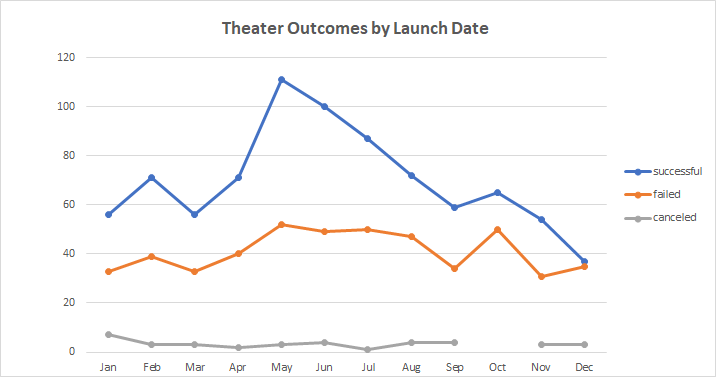 Theater Outcomes by Launch Date
120
100
80
60
40
20
0
Jan Feb Mar Apr May Jun Jul Aug Sep Oct Nov Dec
successful
failed
canceled